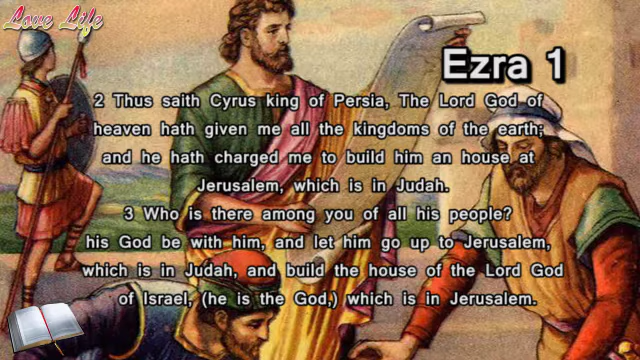 Love Life
Ezra 1
2 Thus saith Cyrus king of Persia, The Lord God of
heaven hath given me all the kingdoms of the earth;
and he hath charged me to build him an house at
Jerusalem, which is in Judah.
3 Who is there among you of all his people?
his God be with him, and let him go up to Jerusalem,
which is in Judah, and build the house of the Lord God
of Israel, (he is the God,) which is in Jerusalem.